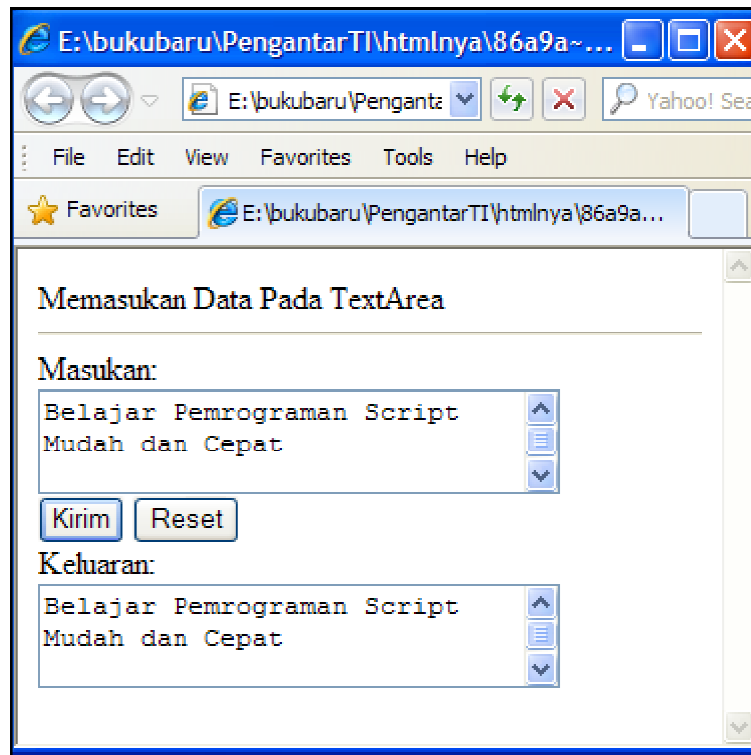 E:\bukubaru\PengantarTI\htmlnya\86a9a~...
E:\bukubaru\Penganta
Yahoo! Sea
File Edit View Favorites Tools Help
Favorites
E:\bukubaru\PengantarTI\htmlnya\86a9a...
Memasukan Data Pada TextArea
Masukan:
Belajar Pemrograman Script
Mudah dan Cepat
Kirim Reset
Keluaran:
Belajar Pemrograman Script
Mudah dan Cepat